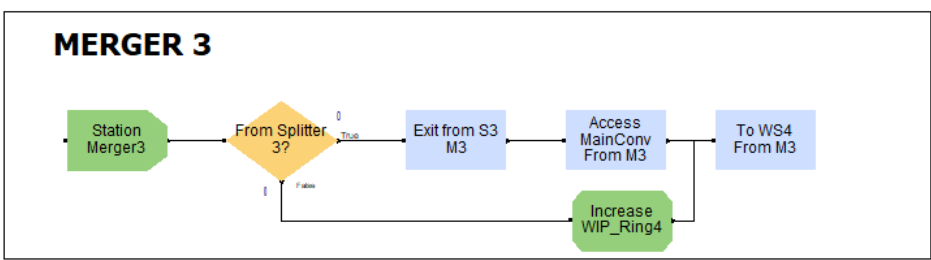 MERGER 3
Station
Merger3
From Splitter
3?
0
True
0
False
Exit from S3
M3
Access
MainConv
From M3
To WS4
From M3
Increase
WIP_Ring4